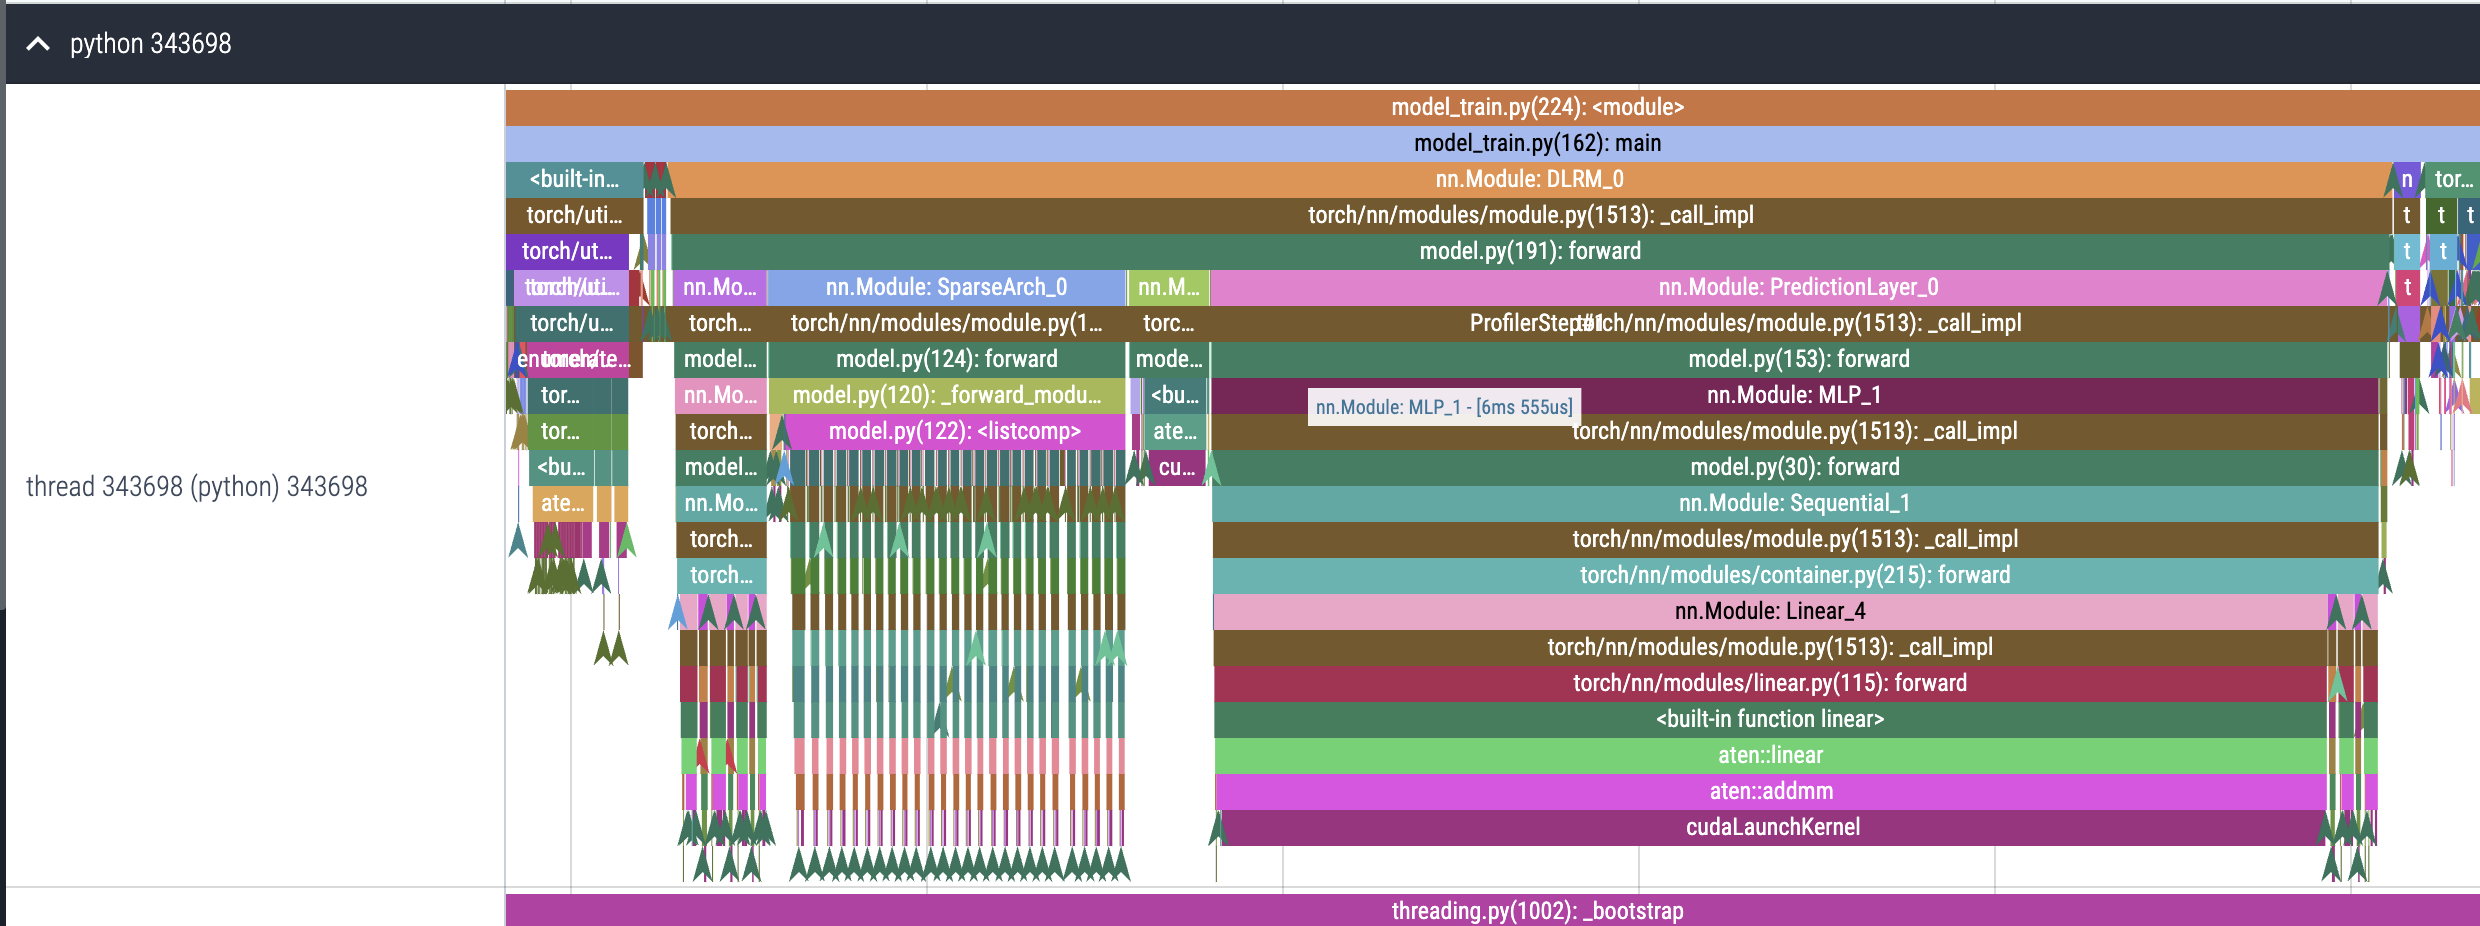 python 343698
model_train.py(224): <module>
model_train.py(162): main
<built-in... nn.Module: DLRM_0 n tor...
torch/uti... torch/nn/modules/module.py(1513): _call_impl t t t
torch/ut... model.py(191): forward t t
nn.Mo... nn.Module: SparseArch_0 nn.M... nn.Module: PredictionLayer_0 t
torch/u... torch... torch/nn/modules/module.py(1... torc... torch/nn/modules/module.py(1513): _call_impl
model... model.py(124): forward mode... model.py(153): forward
tor... nn.Mo... model.py(120): _forward_modu... <bu... nn.Module: MLP_1
nn.Module: MLP_1 - [6ms 555us]
tor... torch... model.py(122): <listcomp> ate... torch/nn/modules/module.py(1513): _call_impl
<bu... model... cu... model.py(30): forward
thread 343698 (python) 343698
ate... nn.Mo... nn.Module: Sequential_1
torch... torch/nn/modules/module.py(1513): _call_impl
torch... torch/nn/modules/container.py(215): forward
nn.Module: Linear_4
torch/nn/modules/module.py(1513): _call_impl
torch/nn/modules/linear.py(115): forward
<built-in function linear>
aten::linear
aten::addmm
cudaLaunchKernel
threading.py(1002): _bootstrap